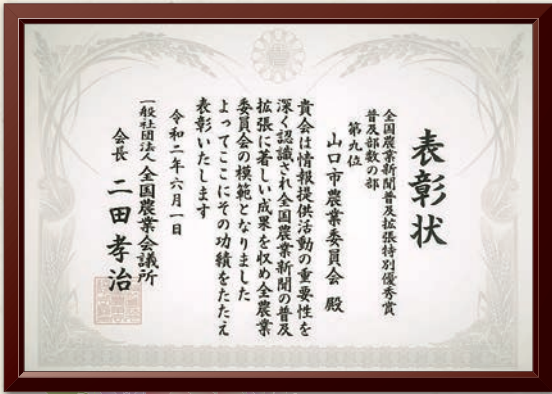 表彰状
全国農業新聞普及拡張特別優秀賞
普及部数の部
第九位
山口市農業委員会 殿
貴会は情報提供活動の重要性を
深く認識され全国農業新聞の普及
拡張に著しい成果を収め全農業
委員会の模範となりました
よってここにその功績をたたえ
表彰いたします
令和二年六月一日
一般社団法人 全国農業会議所
会長 二田孝治